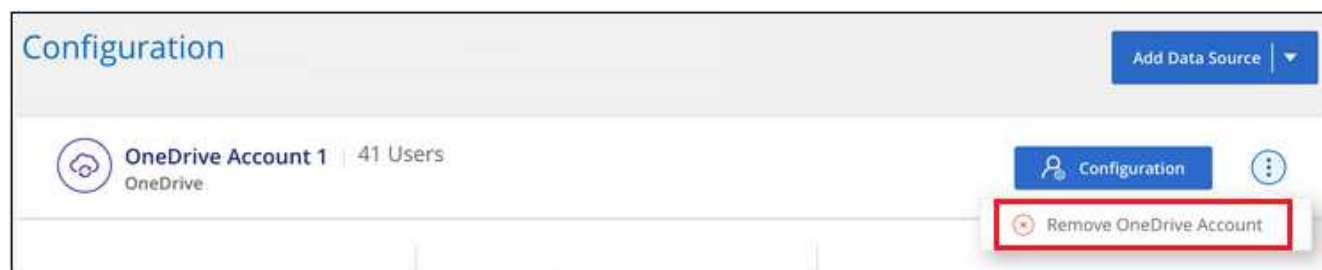 Configuration
Add Data Source
OneDrive Account 1 41 Users
OneDrive
Configuration
Remove OneDrive Account